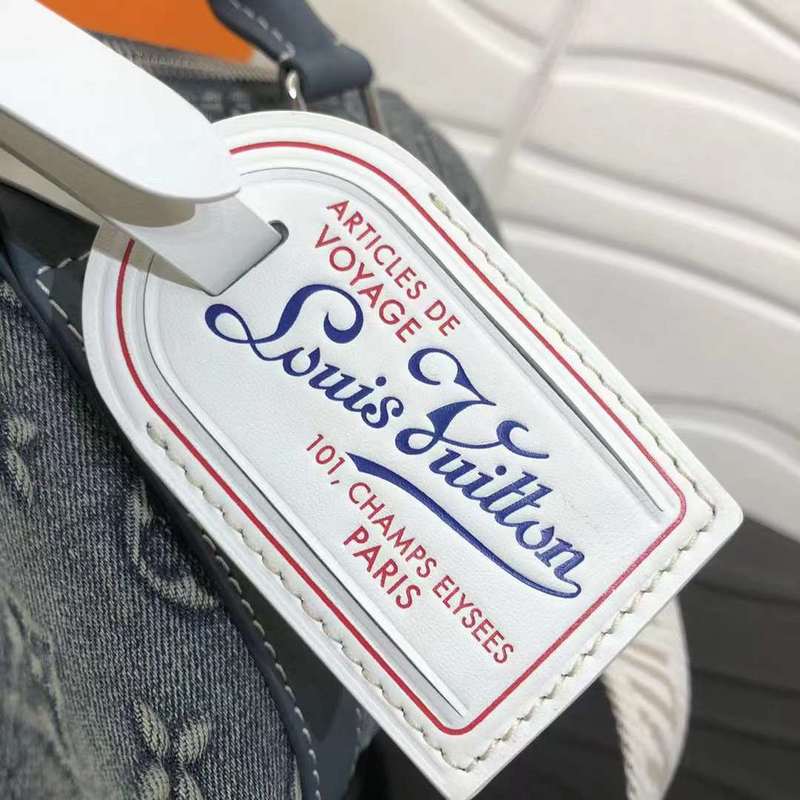 ARTICLES DE
VOYAGE
Louis Vuitton
101, CHAMPS ELYSEES
PARIS